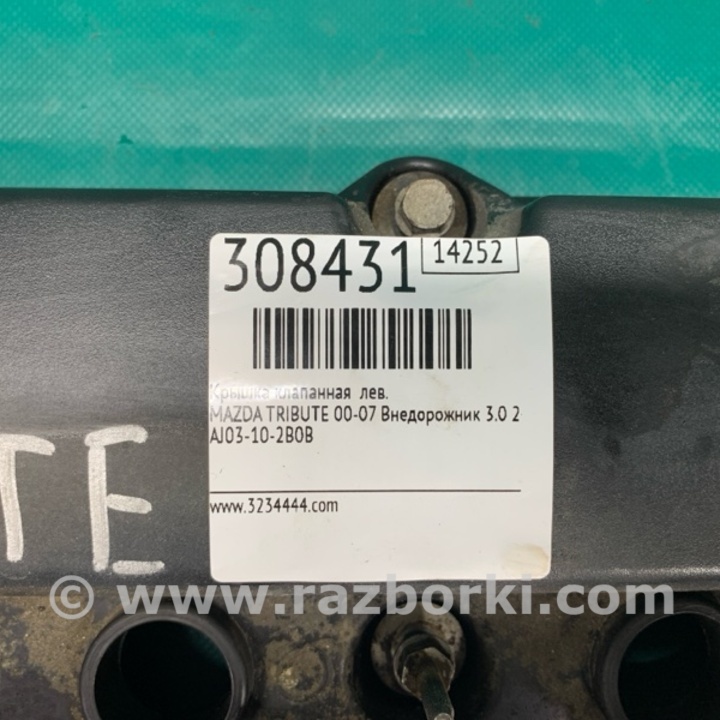 308431
14252
Крышка клапанная лев.
MAZDA TRIBUTE 00-07 Внедорожник 3.0 2
AJ03-10-2B0B
TE
www.3234444.com
© www.razborki.com